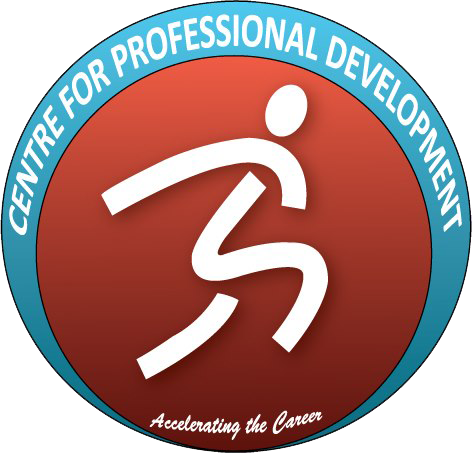 CENTRE FOR PROFESSIONAL DEVELOPMENT
Accelerating the Career